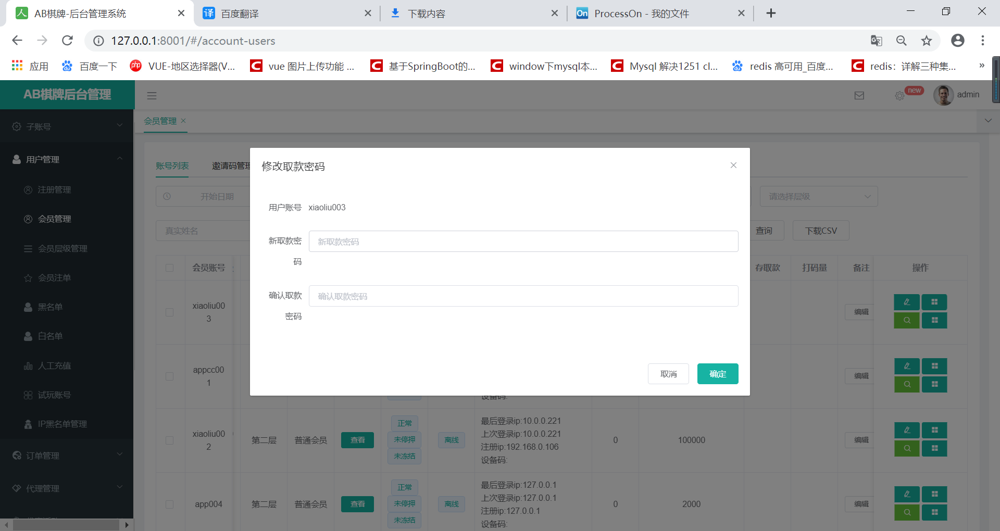 AB棋牌-后台管理系统
百度翻译
下载内容
ProcessOn - 我的文件
127.0.0.1:8001/#/account-users
应用
百度一下
VUE-地区选择器(V...
vue 图片上传功能 ...
基于SpringBoot的...
window下mysql本...
Mysql 解决1251 cl...
redis 高可用_百度...
redis：详解三种集...
AB棋牌后台管理
new
admin
子账号
用户管理
注册管理
会员管理
会员层级管理
会员注单
黑名单
白名单
人工充值
试玩账号
IP黑名单管理
订单管理
代理管理
会员管理
账号列表
邀请码管理
开始日期
请选择层级
真实姓名
查询
下载CSV
修改取款密码
用户账号 xiaoliu003
新取款密
码
新取款密码
确认取款
密码
确认取款密码
取消
确定
会员账号
存取款
打码量
备注
操作
xiaoliu00
3
编辑
appcc00
1
设备码:
编辑
xiaoliu00
2
第二层
普通会员
查看
正常
未停押
未冻结
离线
最后登录ip:10.0.0.221
上次登录ip:10.0.0.221
注册ip:192.168.0.106
设备码:
0
100000
编辑
app004
第二层
普通会员
查看
正常
未停押
未冻结
离线
最后登录ip:127.0.0.1
上次登录ip:127.0.0.1
注册ip:127.0.0.1
设备码:
0
2000
编辑